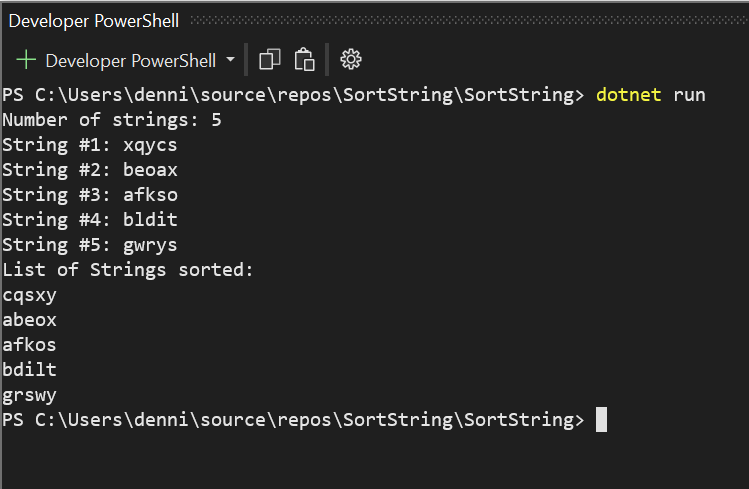 Developer PowerShell
Developer PowerShell
PS C:\Users\denni\source\repos\SortString\SortString> dotnet run
Number of strings: 5
String #1: xqycs
String #2: beoax
String #3: afkso
String #4: bldit
String #5: gwrys
List of Strings sorted:
cqsxy
abeox
afkos
bdilt
grswy
PS C:\Users\denni\source\repos\SortString\SortString>